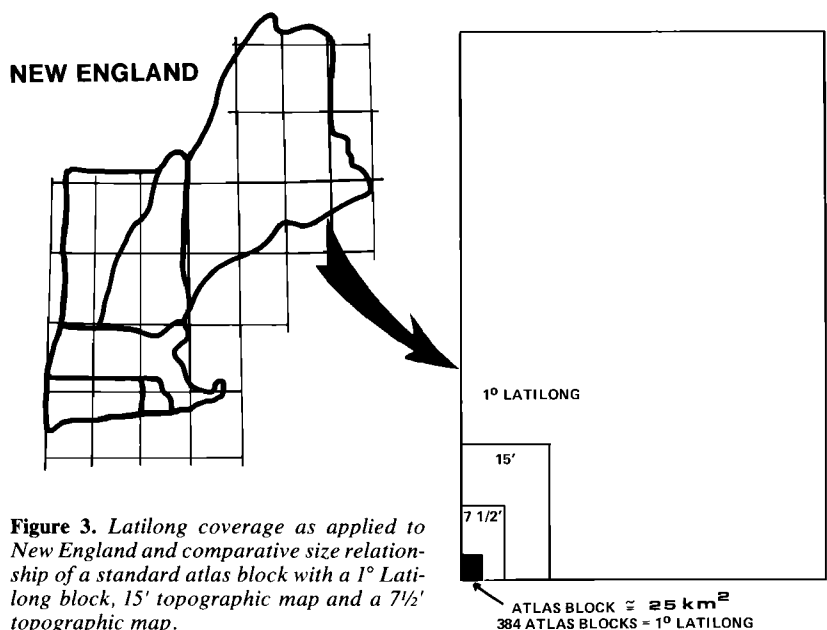 NEW ENGLAND
1º LATILONG
15′
7 1/2′
Figure 3. Latilong coverage as applied to
New England and comparative size relation-
ship of a standard atlas block with a 1° Lati-
long block, 15′ topographic map and a 7½′
topographic map.
ATLAS BLOCK ≅ 25 km²
384 ATLAS BLOCKS = 1º LATILONG